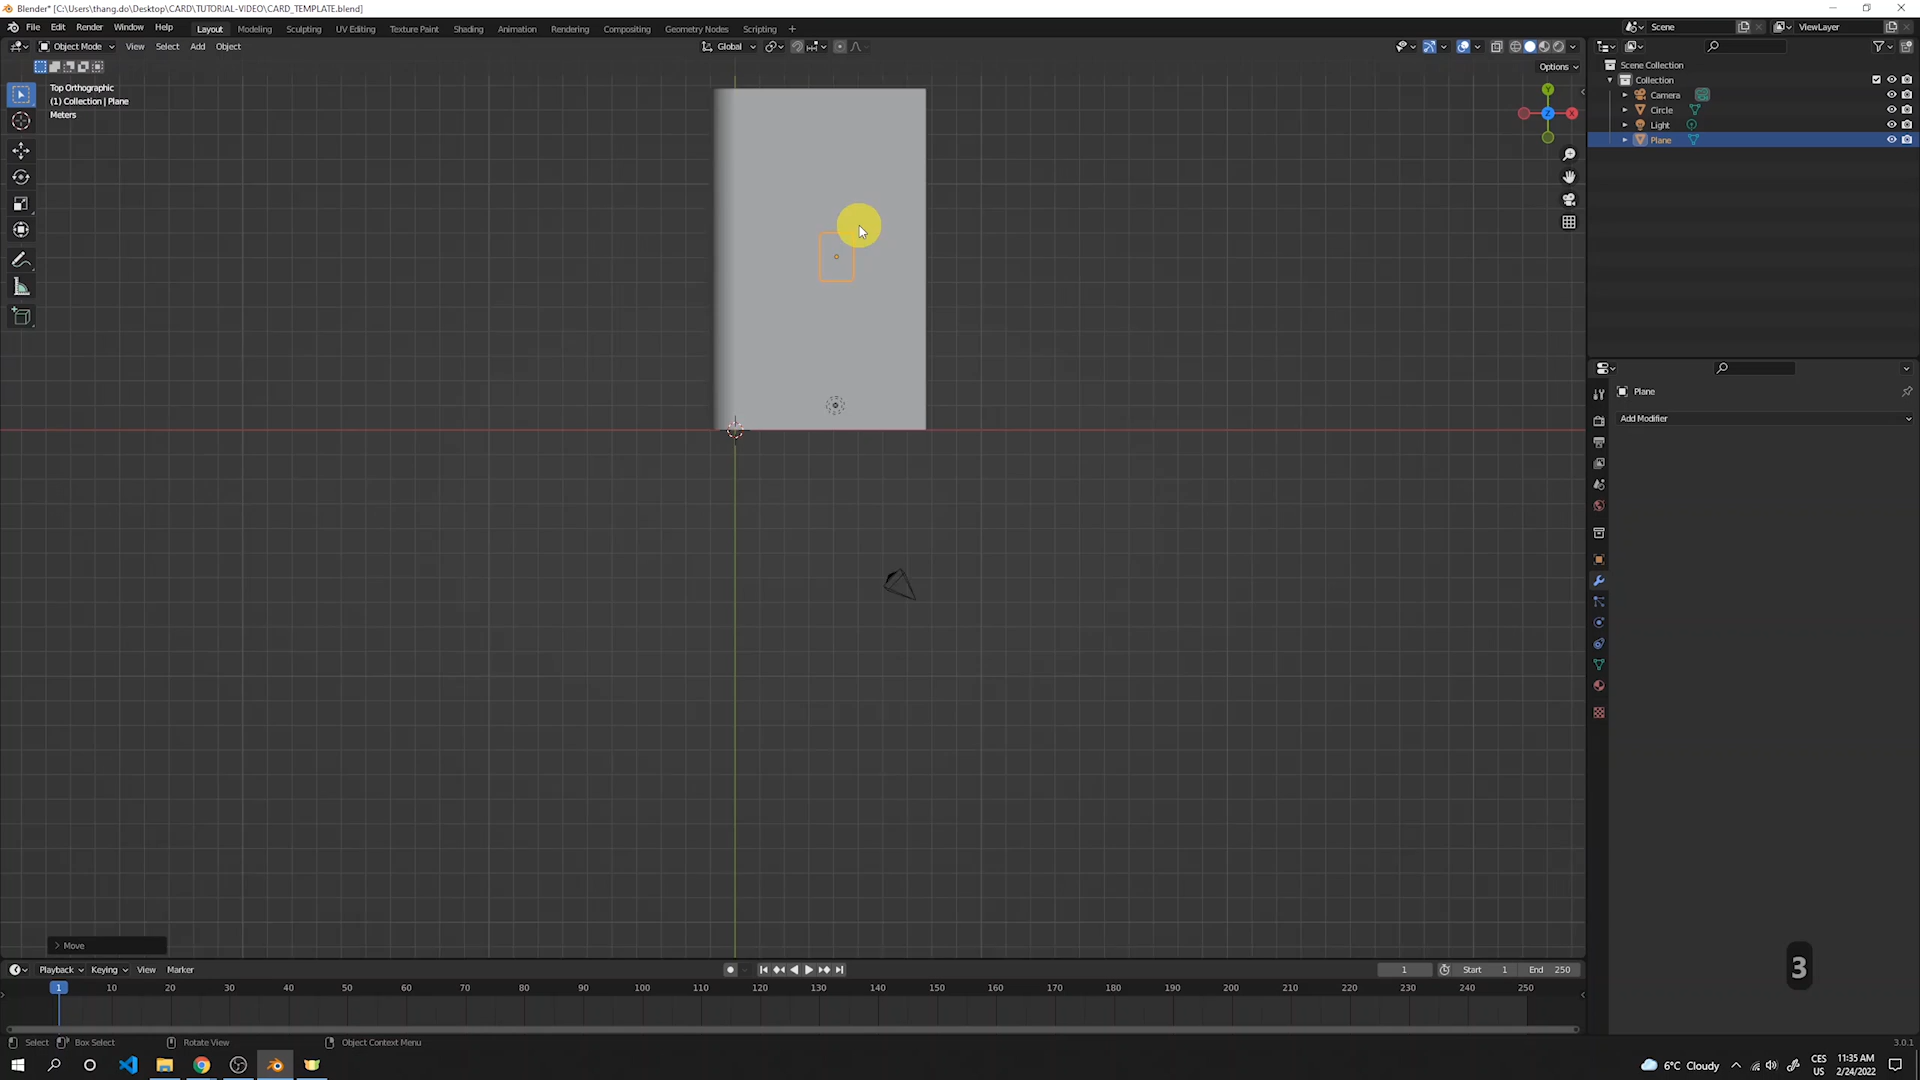 Blender* [C:\Users\thang.do\Desktop\CARD\TUTORIAL-VIDEO\CARD_TEMPLATE.blend]
File Edit Render Window Help Layout Modeling Sculpting UV Editing Texture Paint Shading Animation Rendering Compositing Geometry Nodes Scripting + Scene ViewLayer
Object Mode View Select Add Object Global
Options
Top Orthographic
(1) Collection | Plane
Meters
Y
Z
X
Scene Collection
Collection
Camera
Circle
Light
Plane
Plane
Add Modifier
> Move
3
Playback Keying View Marker 1 Start 1 End 250
1 10 20 30 40 50 60 70 80 90 100 110 120 130 140 150 160 170 180 190 200 210 220 230 240 250
Select Box Select Rotate View Object Context Menu 3.0.1
6°C Cloudy CES 11:35 AM
US 2/24/2022